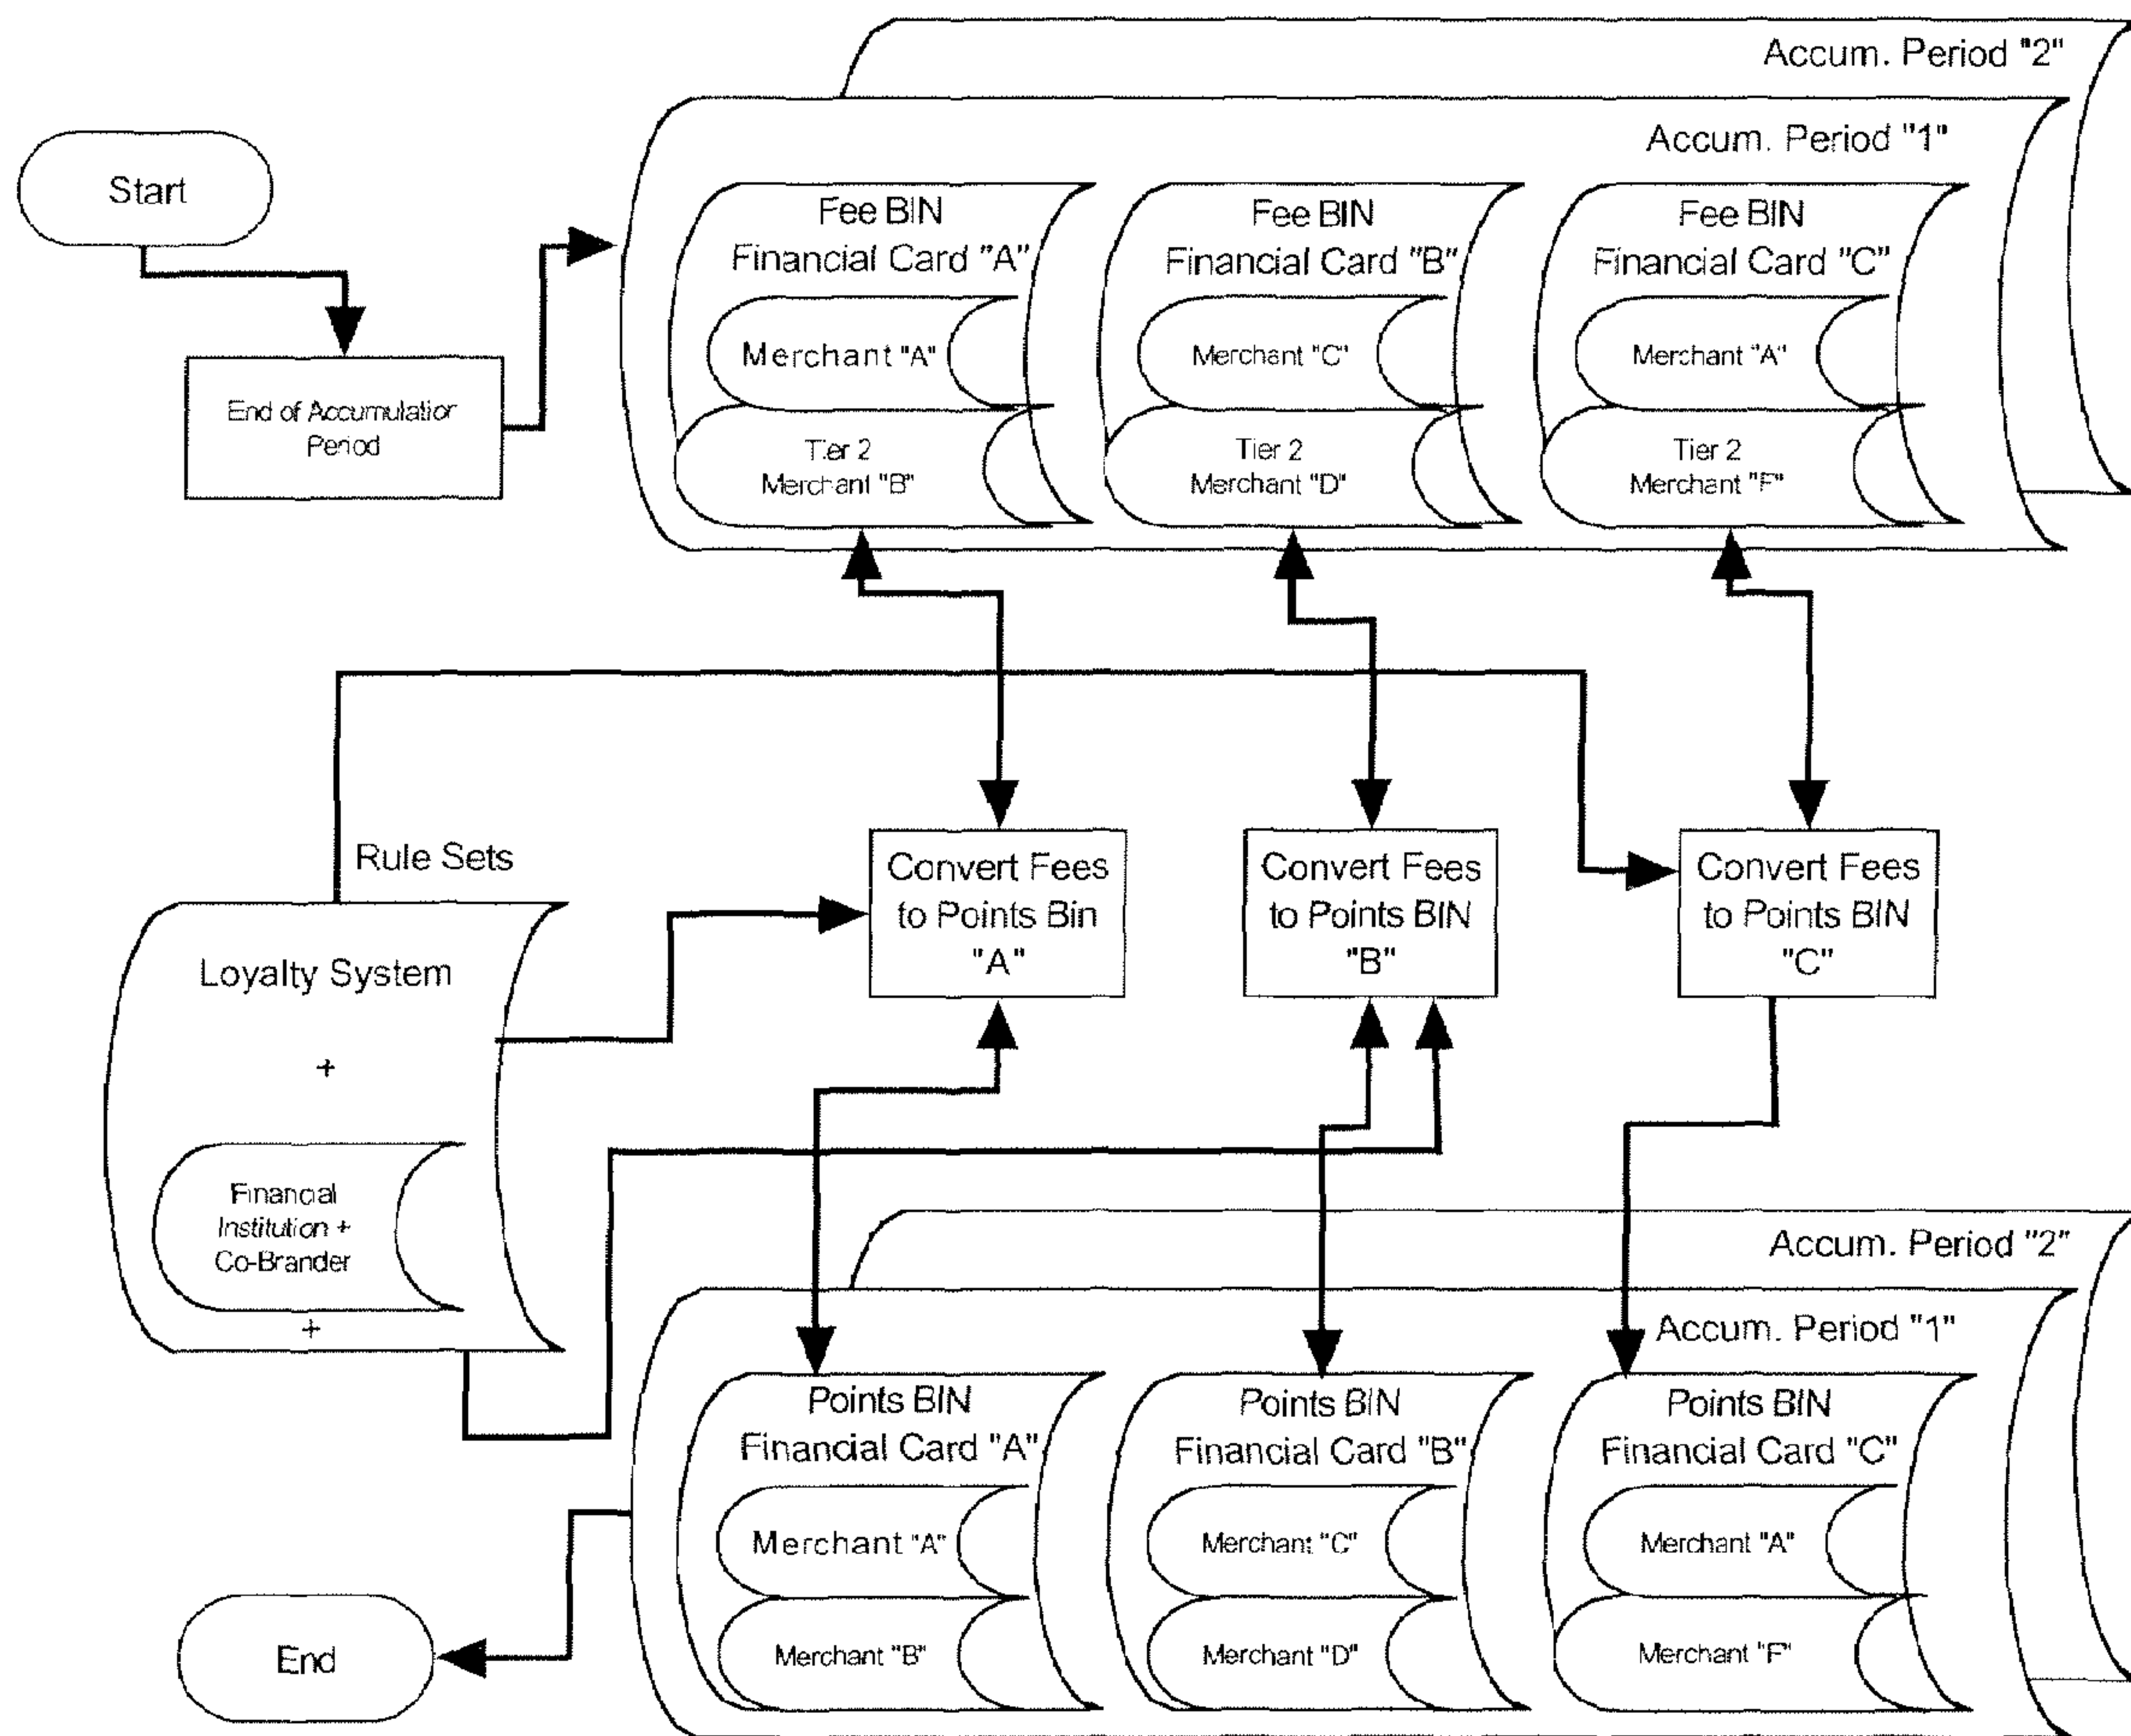 Accum. Period "2"
Accum. Period "1"
Start
Fee BIN
Financial Card "A"
Merchant "A"
Tier 2
Merchant "B"
Fee BIN
Financial Card "B"
Merchant "C"
Tier 2
Merchant "D"
Fee BIN
Financial Card "C"
Merchant "A"
Tier 2
Merchant "F"
End of Accumulation
Period
Rule Sets
Loyalty System
+
Financial
Institution +
Co-Brander
+
Convert Fees
to Points Bin
"A"
Convert Fees
to Points BIN
"B"
Convert Fees
to Points BIN
"C"
Accum. Period "2"
Accum. Period "1"
Points BIN
Financial Card "A"
Merchant "A"
Merchant "B"
Points BIN
Financial Card "B"
Merchant "C"
Merchant "D"
Points BIN
Financial Card "C"
Merchant "A"
Merchant "F"
End